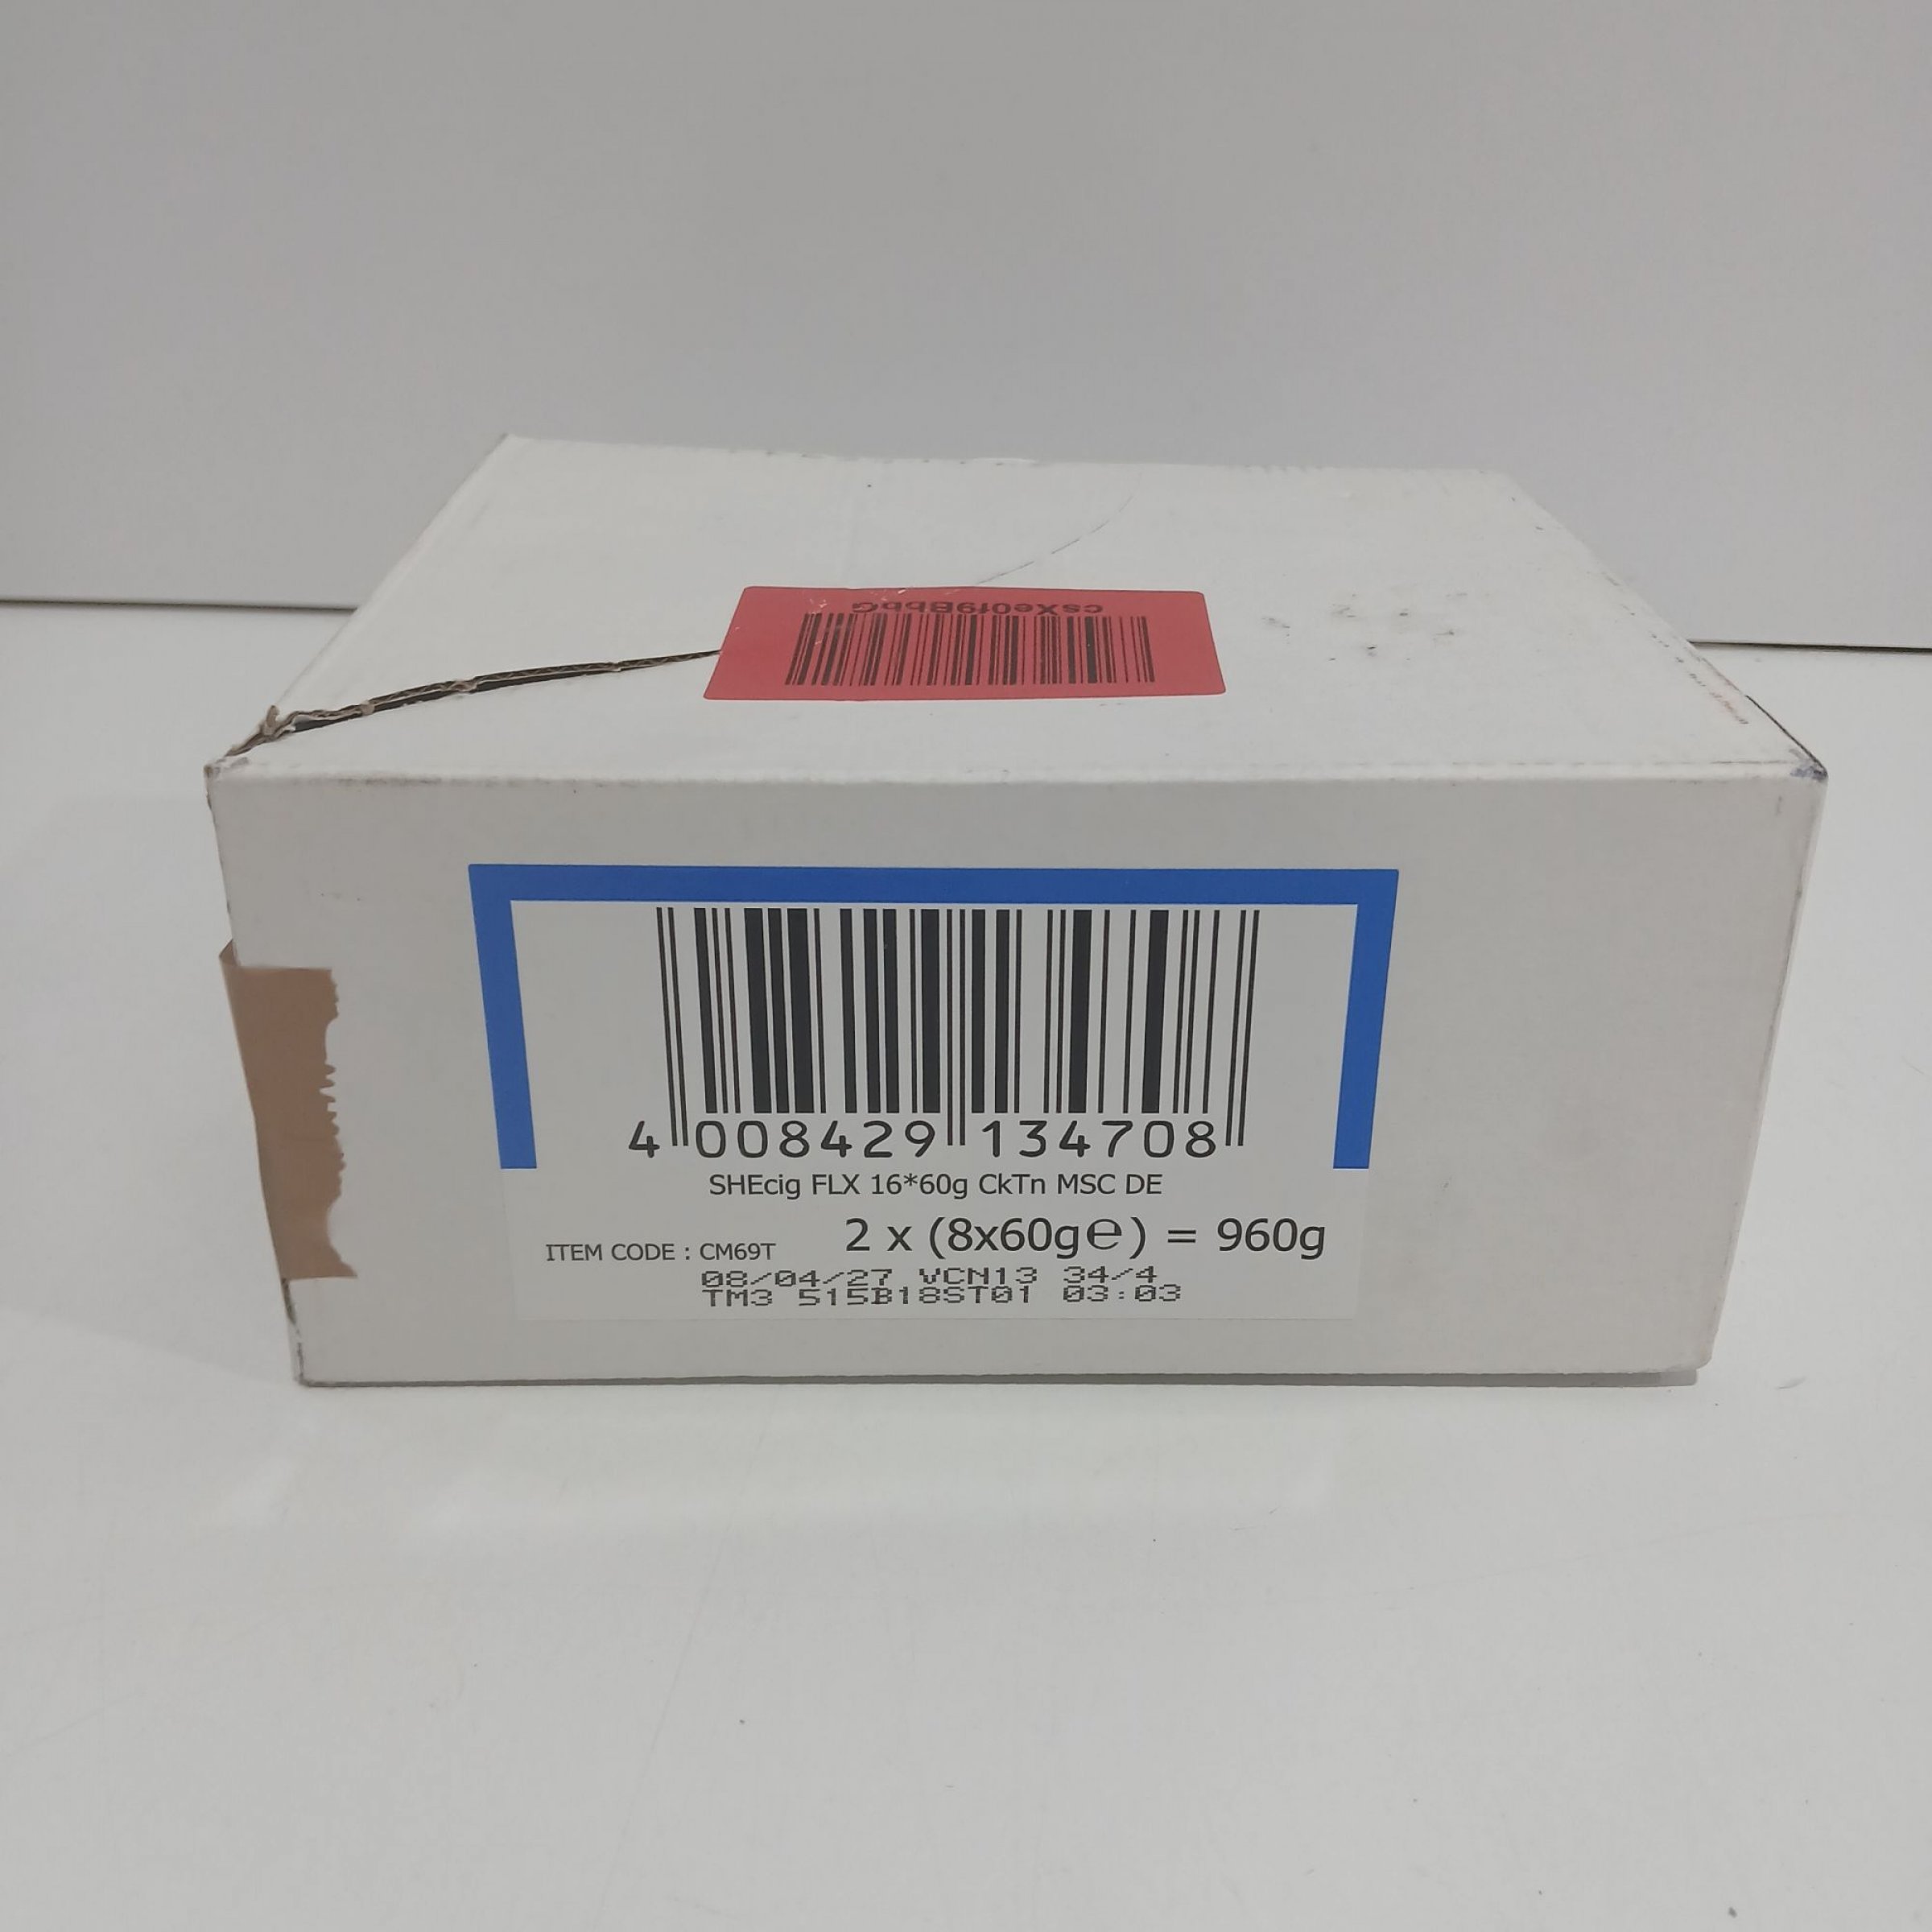 csXe0f9BbbG
4 008429 134708
SHEcig FLX 16*60g CkTn MSC DE
ITEM CODE : CM69T 2 x (8x60g℮) = 960g
08/04/27 VCN13 34/4
TM3 515B18ST01 03:03